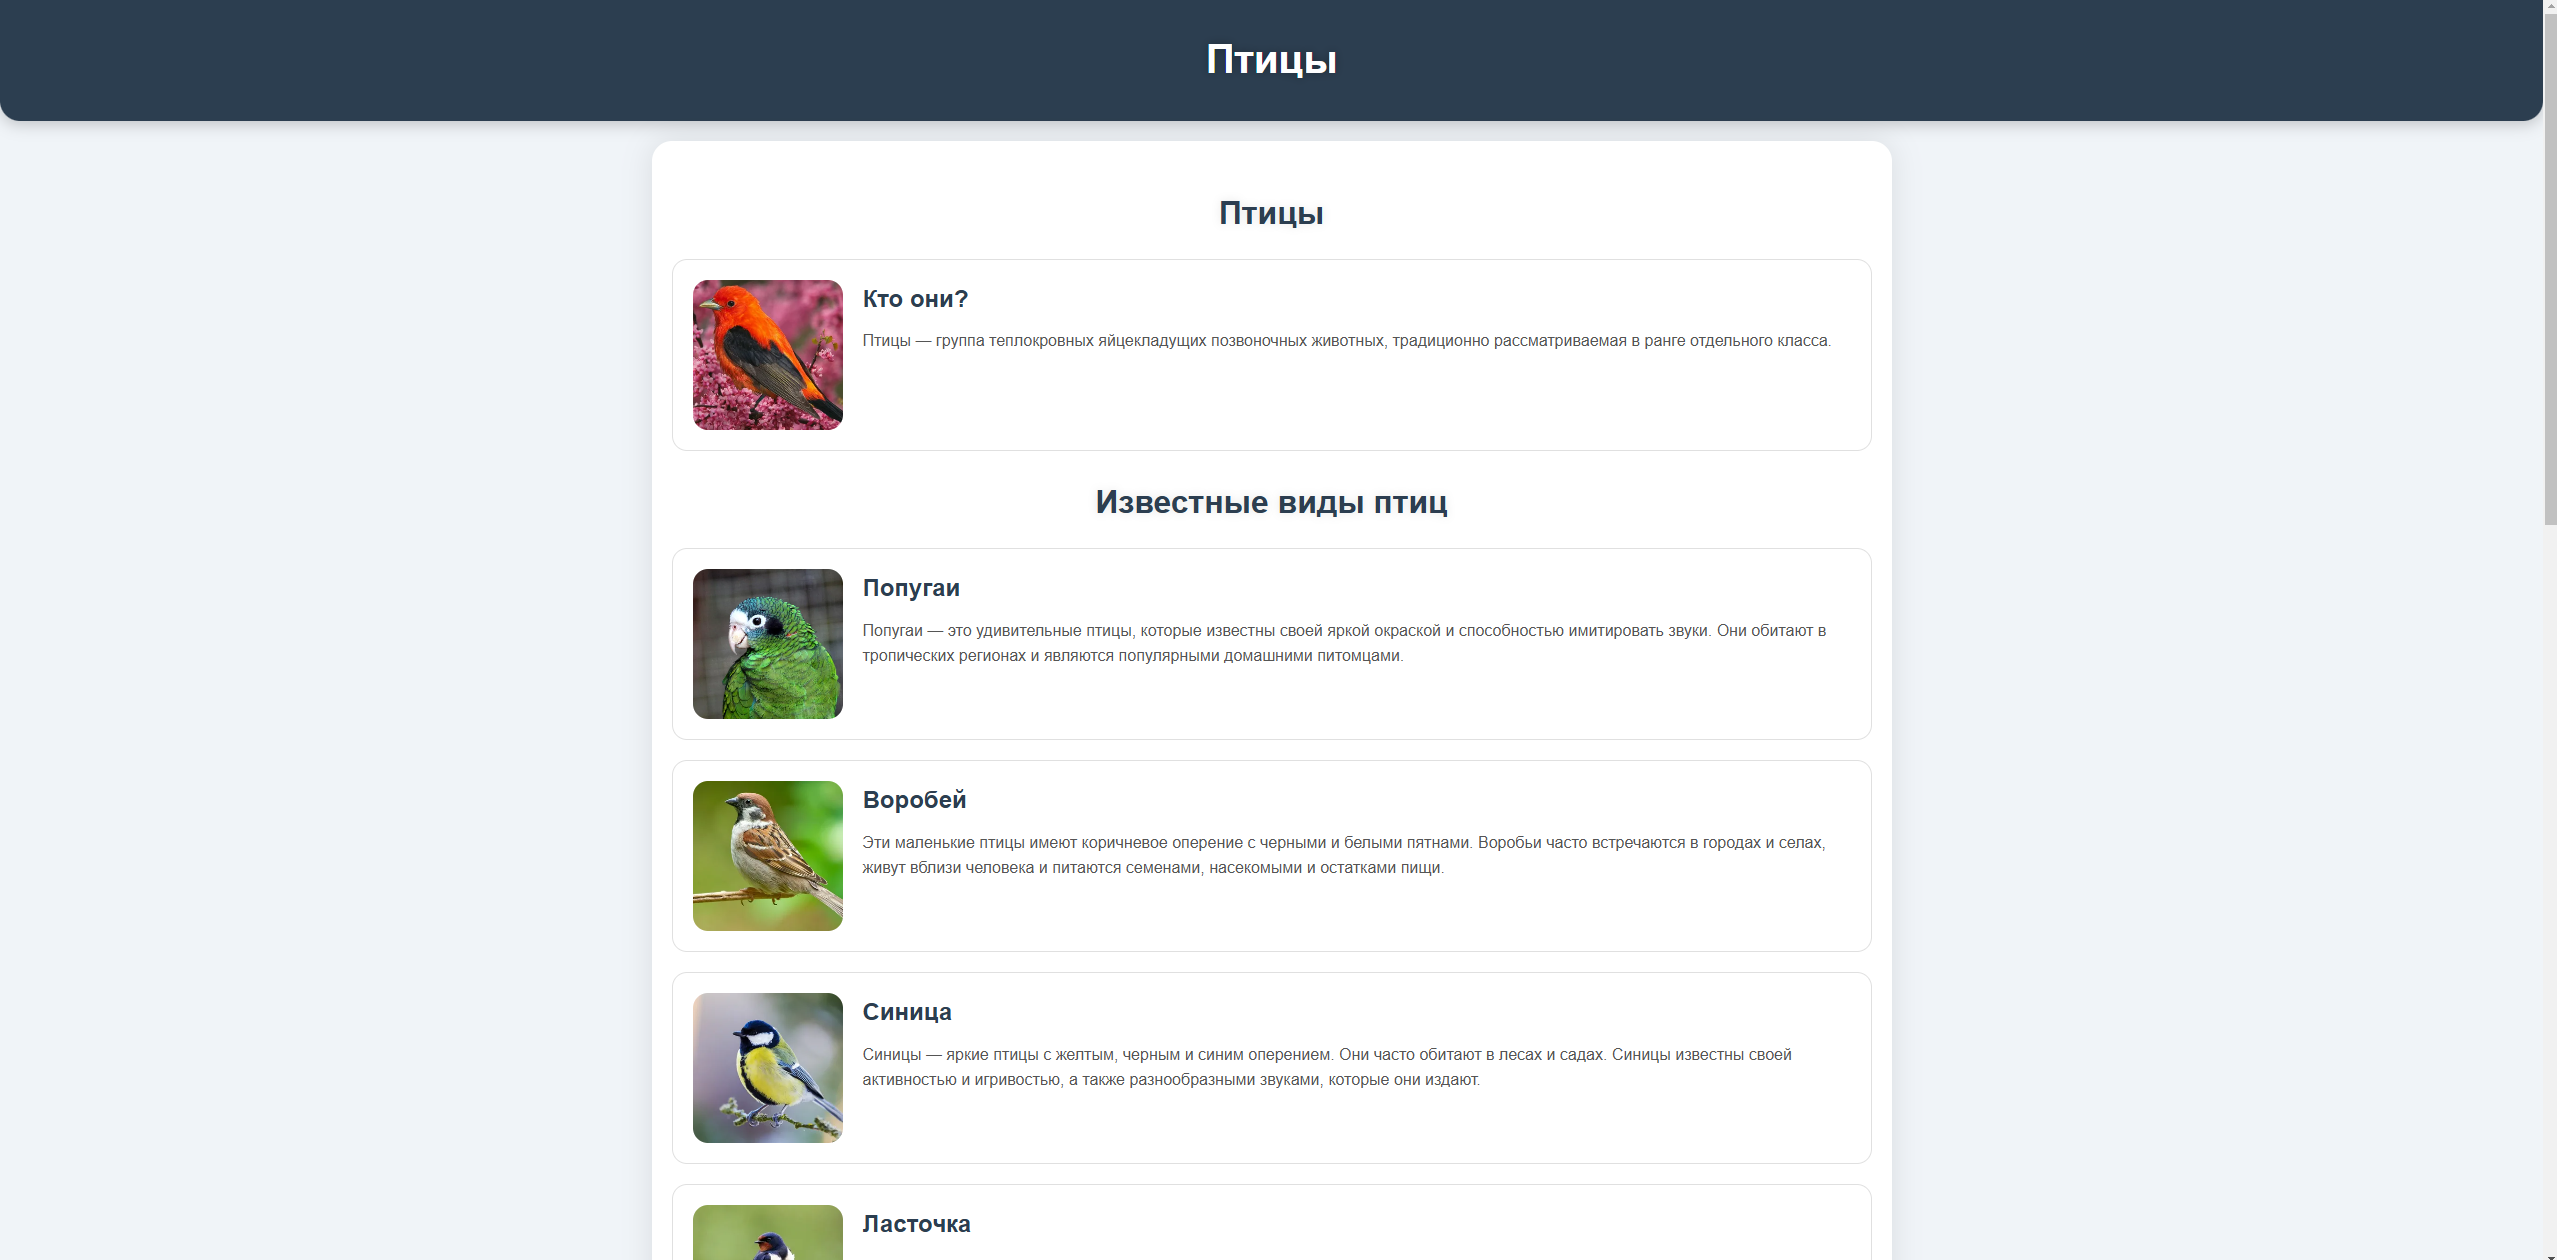 Птицы
Птицы
Кто они?
Птицы — группа теплокровных яйцекладущих позвоночных животных, традиционно рассматриваемая в ранге отдельного класса.
Известные виды птиц
Попугаи
Попугаи — это удивительные птицы, которые известны своей яркой окраской и способностью имитировать звуки. Они обитают в
тропических регионах и являются популярными домашними питомцами.
Воробей
Эти маленькие птицы имеют коричневое оперение с черными и белыми пятнами. Воробьи часто встречаются в городах и селах,
живут вблизи человека и питаются семенами, насекомыми и остатками пищи.
Синица
Синицы — яркие птицы с желтым, черным и синим оперением. Они часто обитают в лесах и садах. Синицы известны своей
активностью и игривостью, а также разнообразными звуками, которые они издают.
Ласточка